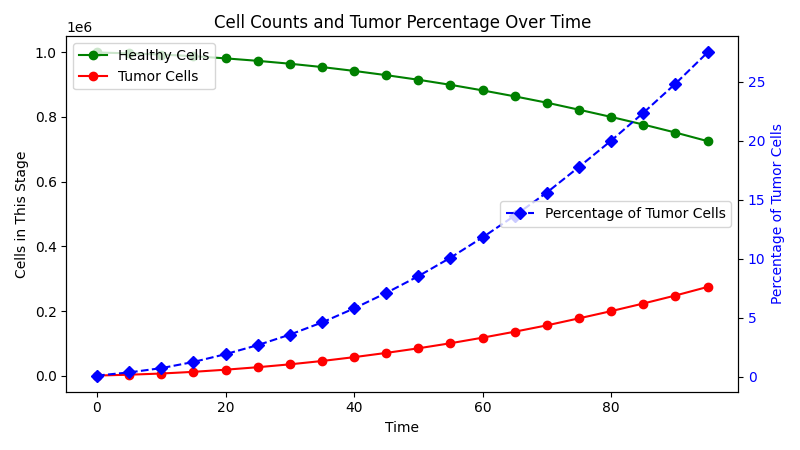 Cell Counts and Tumor Percentage Over Time
1e6
Healthy Cells
Tumor Cells
Percentage of Tumor Cells
1.0
0.8
0.6
0.4
0.2
0.0
Cells in This Stage
25
20
15
10
5
0
Percentage of Tumor Cells
0
20
40
60
80
Time